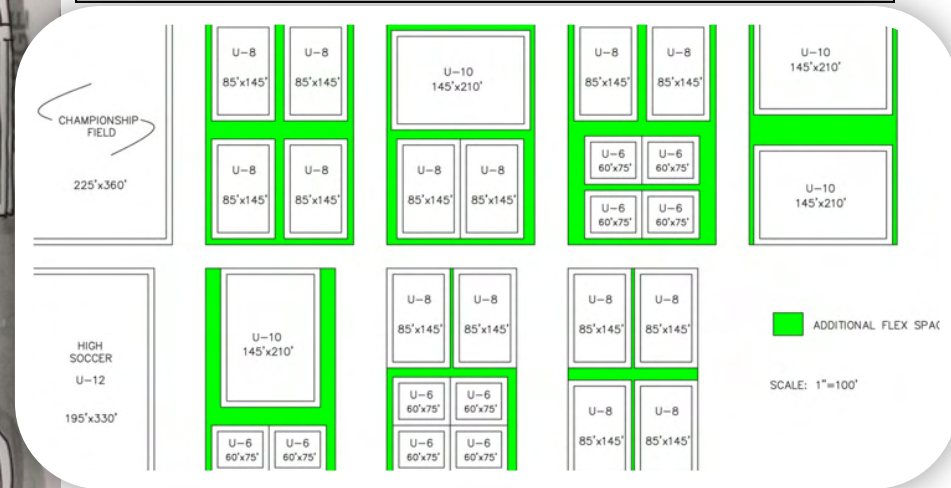 CHAMPIONSHIP
FIELD
225'x360'
U-8
85'x145'
U-8
85'x145'
U-8
85'x145'
U-8
85'x145'
U-10
145'x210'
U-8
85'x145'
U-8
85'x145'
U-8
85'x145'
U-8
85'x145'
U-6
60'x75'
U-6
60'x75'
U-6
60'x75'
U-6
60'x75'
U-10
145'x210'
U-10
145'x210'
HIGH
SOCCER
U-12
195'x330'
U-10
145'x210'
U-6
60'x75'
U-6
60'x75'
U-8
85'x145'
U-8
85'x145'
U-6
60'x75'
U-6
60'x75'
U-6
60'x75'
U-6
60'x75'
U-8
85'x145'
U-8
85'x145'
U-8
85'x145'
U-8
85'x145'
ADDITIONAL FLEX
SCALE: 1"=100'